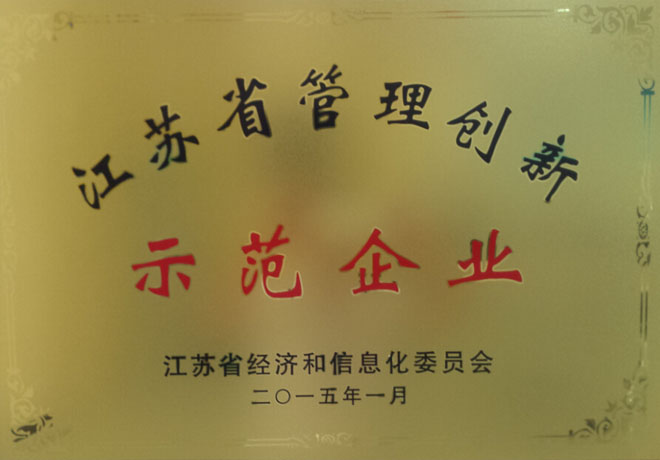 江苏省管理创新
示范企业
江苏省经济和信息化委员会
二〇一五年一月